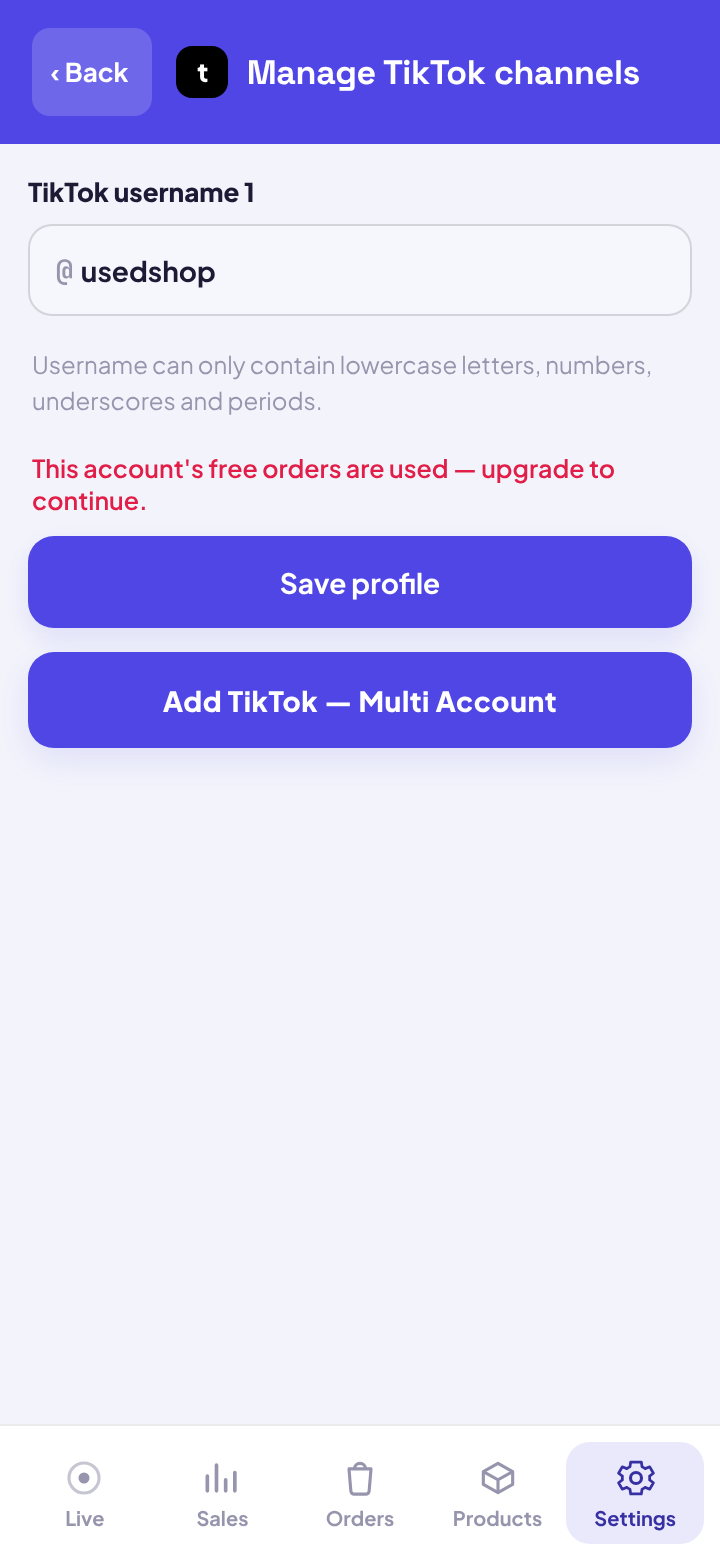 ‹ Back
t
Manage TikTok channels
TikTok username 1
@ usedshop
Username can only contain lowercase letters, numbers,
underscores and periods.
This account's free orders are used — upgrade to
continue.
Save profile
Add TikTok — Multi Account
Live
Sales
Orders
Products
Settings